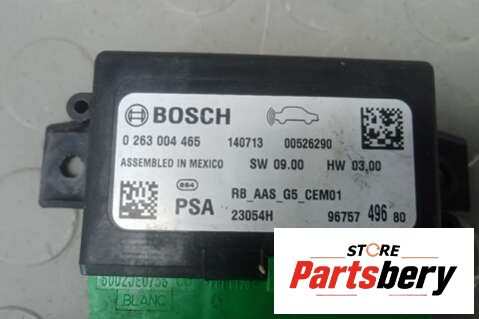 BOSCH
0 263 004 465 140713 00526290
ASSEMBLED IN MEXICO SW 09.00 HW 03,00
RB_AAS_G5_CEM01
PSA 23054H 96757 496 80
BLANC
STORE
Partsbery